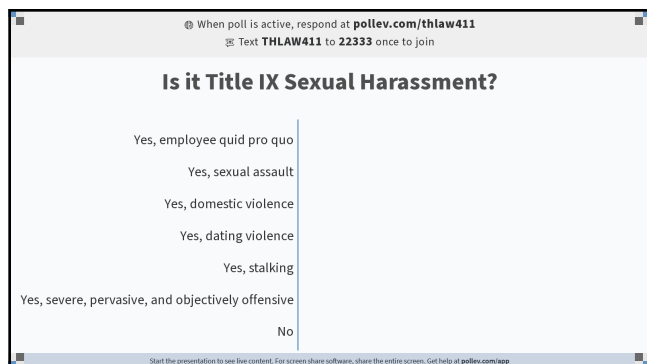 When poll is active, respond at pollev.com/thlaw411
Text THLAW411 to 22333 once to join
Is it Title IX Sexual Harassment?
Yes, employee quid pro quo
Yes, sexual assault
Yes, domestic violence
Yes, dating violence
Yes, stalking
Yes, severe, pervasive, and objectively offensive
No
Start the presentation to see live content. For screen share software, share the entire screen. Get help at pollev.com/app